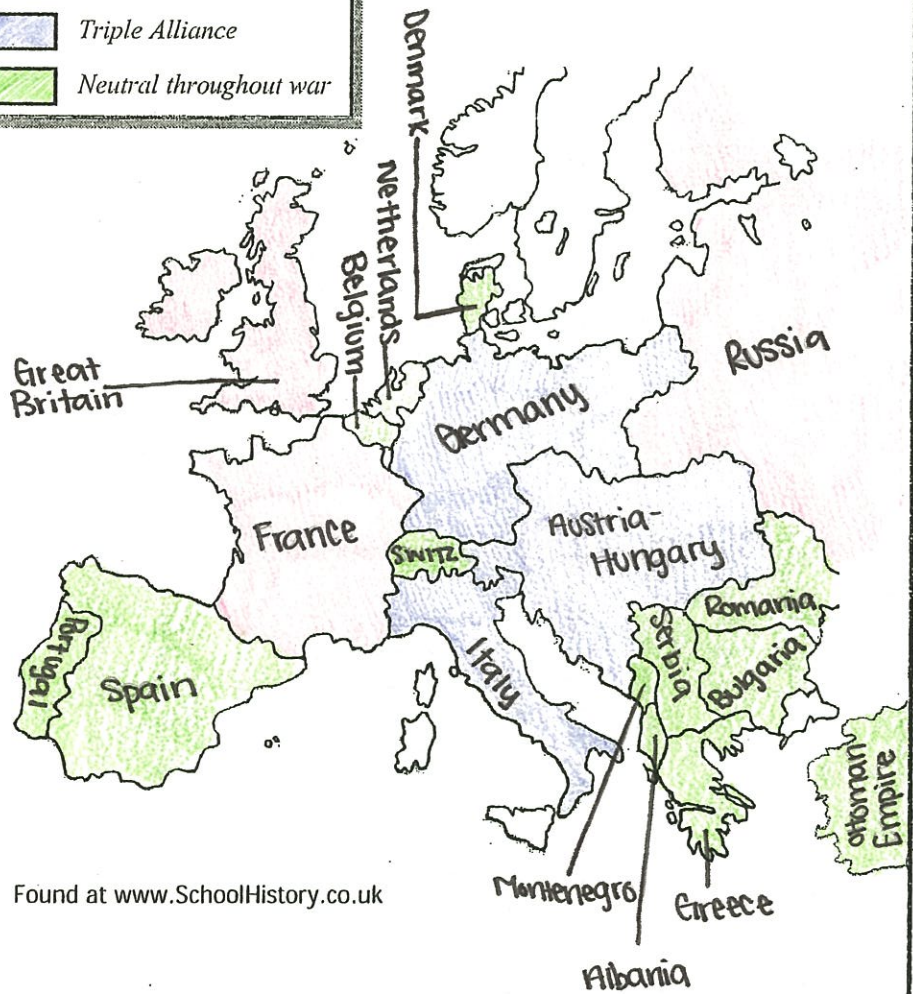 Triple Alliance
Neutral throughout war
Denmark
Netherlands
Belgium
Great
Britain
Russia
Germany
France
Austria-
Hungary
SWITZ
Romania
Serbia
Bulgaria
Italy
Portugal
Spain
Ottoman
Empire
Montenegro
Greece
Albania
Found at www.SchoolHistory.co.uk